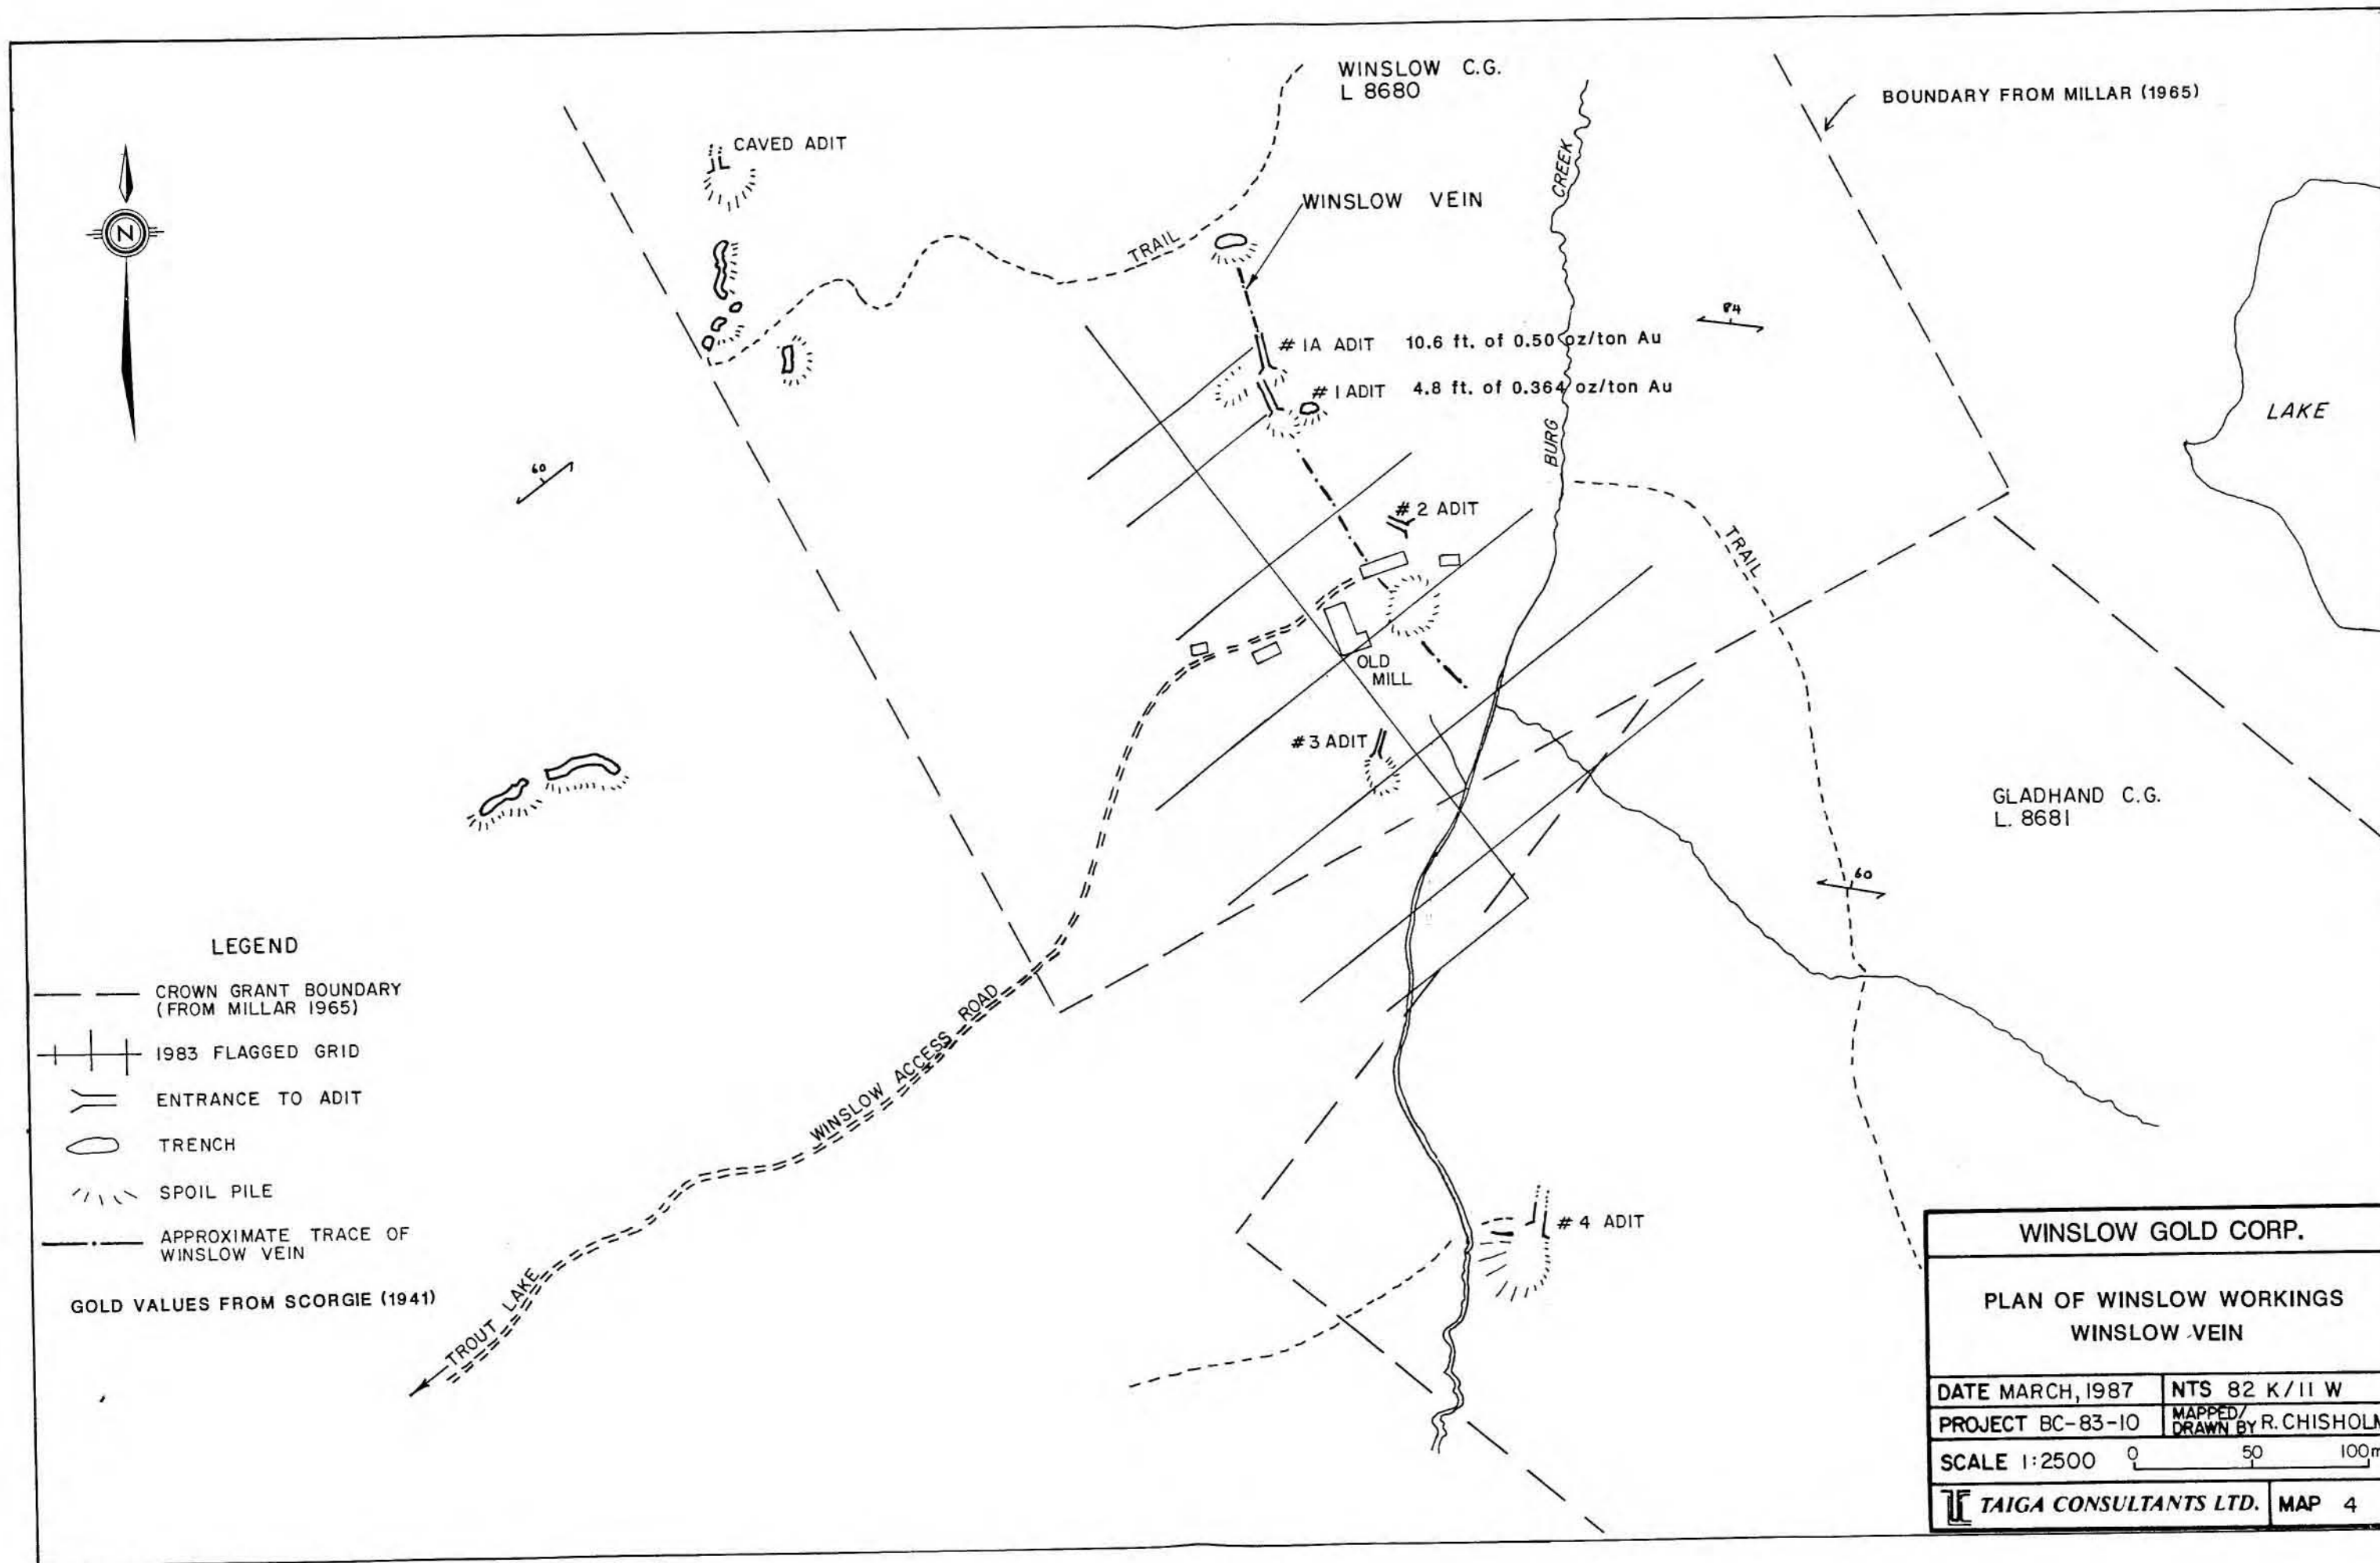 WINSLOW C.G.
L 8680
BOUNDARY FROM MILLAR (1965)
CAVED ADIT
CREEK
N
WINSLOW VEIN
TRAIL
84
# 1A ADIT 10.6 ft. of 0.50 oz/ton Au
# 1 ADIT 4.8 ft. of 0.364 oz/ton Au
LAKE
BURG
60
# 2 ADIT
TRAIL
OLD
MILL
#3 ADIT
GLADHAND C.G.
L. 8681
60
LEGEND
CROWN GRANT BOUNDARY
(FROM MILLAR 1965)
1983 FLAGGED GRID
ENTRANCE TO ADIT
TRENCH
SPOIL PILE
APPROXIMATE TRACE OF
WINSLOW VEIN
GOLD VALUES FROM SCORGIE (1941)
WINSLOW ACCESS ROAD
TROUT LAKE
# 4 ADIT
WINSLOW GOLD CORP.
PLAN OF WINSLOW WORKINGS
WINSLOW VEIN
DATE MARCH, 1987 NTS 82 K/11 W
PROJECT BC-83-10 MAPPED/
DRAWN BY R. CHISHOLM
SCALE 1:2500 0 50 100m
TAIGA CONSULTANTS LTD. MAP 4